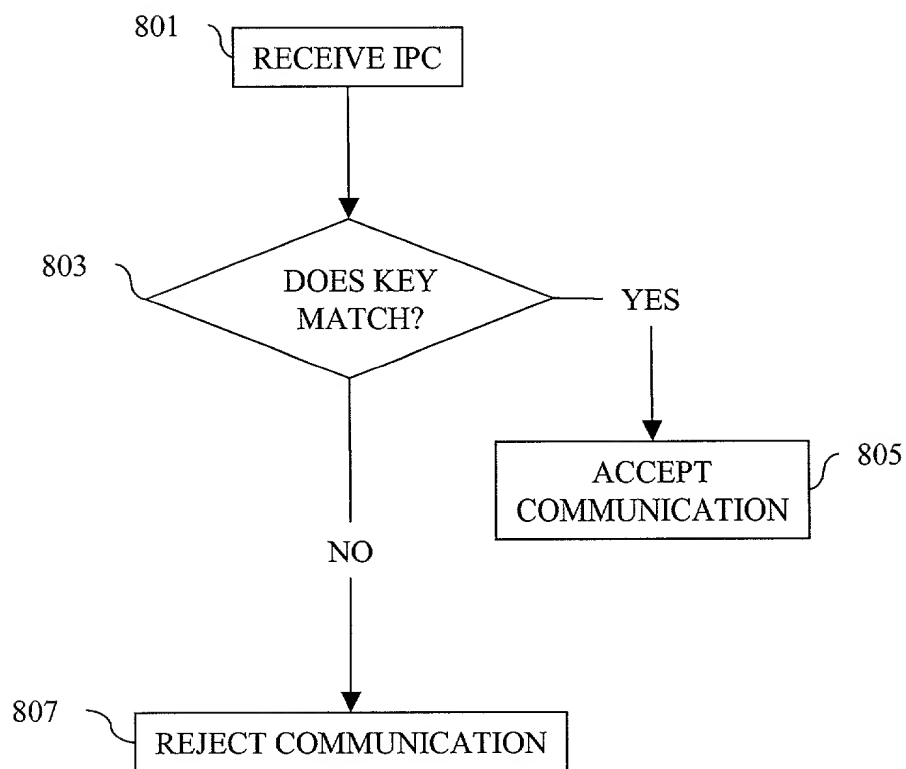 801
RECEIVE IPC
803
DOES KEY
MATCH?
YES
ACCEPT
COMMUNICATION
805
NO
807
REJECT COMMUNICATION